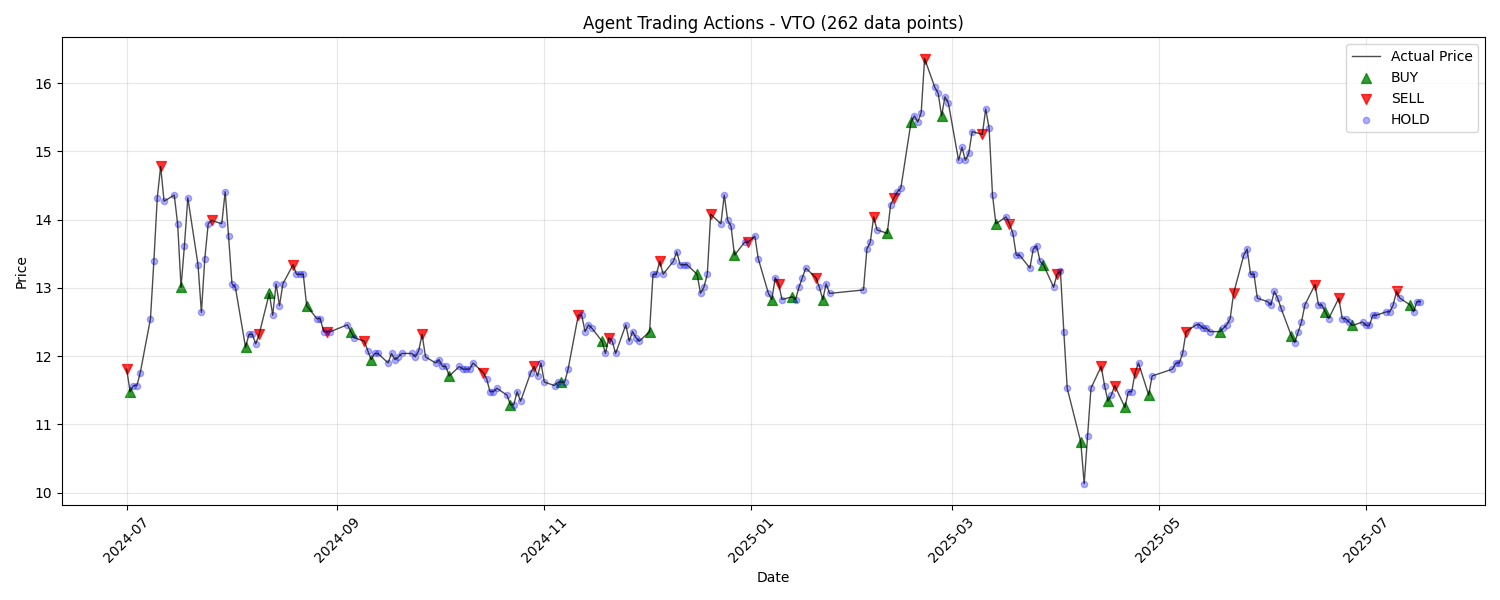 Agent Trading Actions - VTO (262 data points)
Actual Price
BUY
SELL
HOLD
Price
16
15
14
13
12
11
10
2024-07
2024-09
2024-11
2025-01
2025-03
2025-05
2025-07
Date